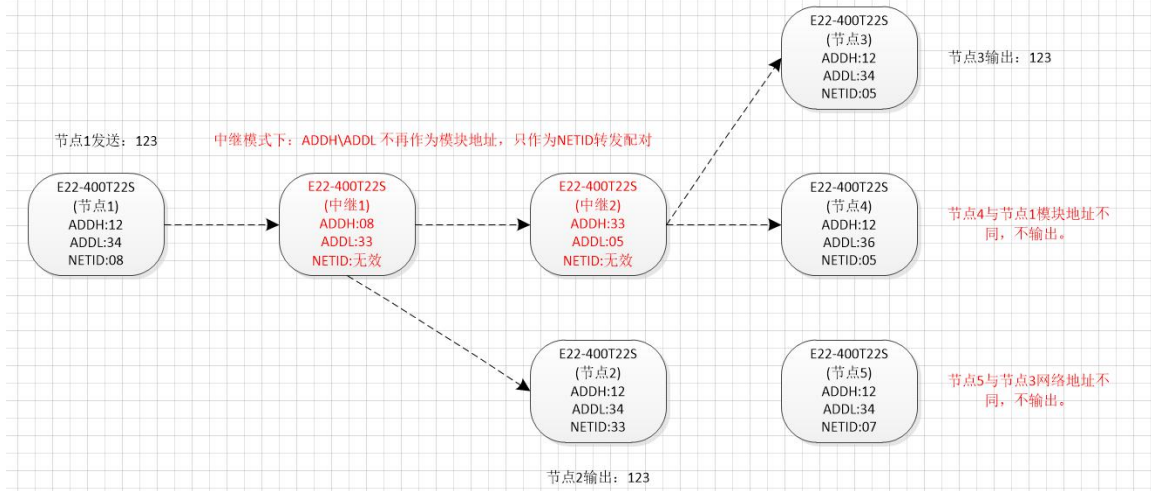 E22-400T22S
(节点3)
ADDH:12
ADDL:34
NETID:05
节点3输出：123
节点1发送：123
中继模式下：ADDH\ADDL 不再作为模块地址，只作为NETID转发配对
E22-400T22S
(节点1)
ADDH:12
ADDL:34
NETID:08
E22-400T22S
(中继1)
ADDH:08
ADDL:33
NETID:无效
E22-400T22S
(中继2)
ADDH:33
ADDL:05
NETID:无效
E22-400T22S
(节点4)
ADDH:12
ADDL:36
NETID:05
节点4与节点1模块地址不
同，不输出。
E22-400T22S
(节点2)
ADDH:12
ADDL:34
NETID:33
E22-400T22S
(节点5)
ADDH:12
ADDL:34
NETID:07
节点5与节点3网络地址不
同，不输出。
节点2输出：123